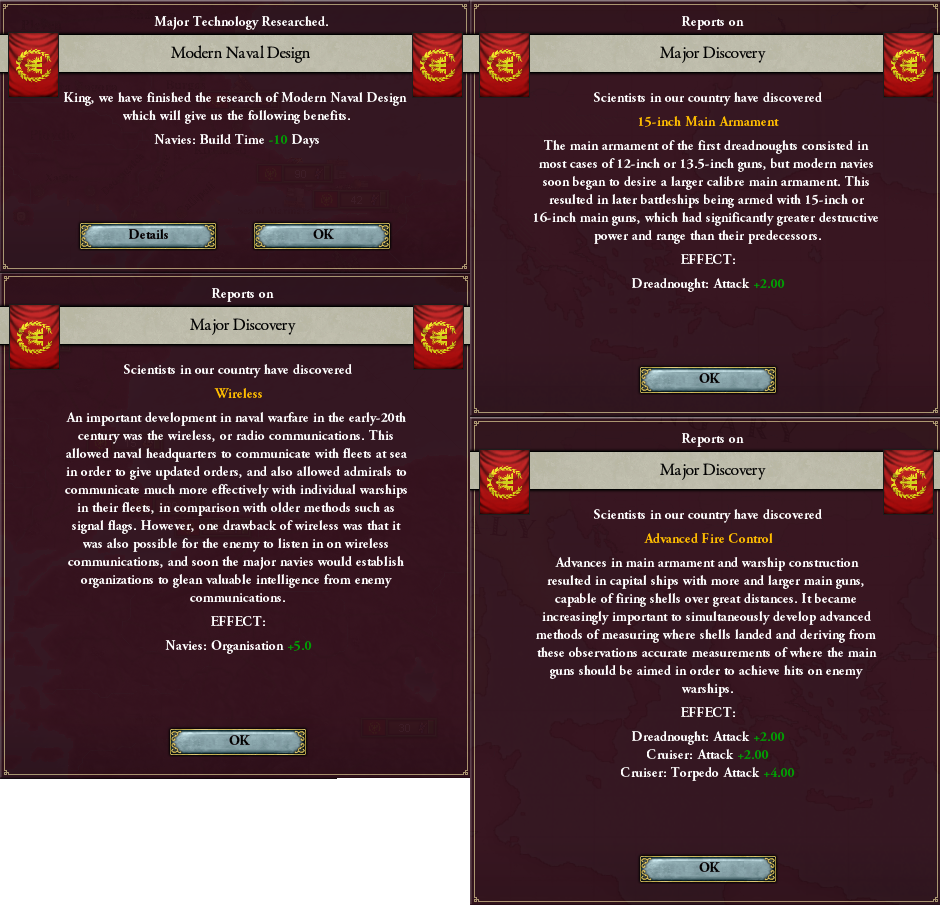 Major Technology Researched.
Modern Naval Design
King, we have finished the research of Modern Naval Design
which will give us the following benefits.
Navies: Build Time -10 Days
Details
OK
Reports on
Major Discovery
Scientists in our country have discovered
Wireless
An important development in naval warfare in the early-20th
century was the wireless, or radio communications. This
allowed naval headquarters to communicate with fleets at sea
in order to give updated orders, and also allowed admirals to
communicate much more effectively with individual warships
in their fleets, in comparison with older methods such as
signal flags. However, one drawback of wireless was that it
was also possible for the enemy to listen in on wireless
communications, and soon the major navies would establish
organizations to glean valuable intelligence from enemy
communications.
EFFECT:
Navies: Organisation +5.0
OK
Reports on
Major Discovery
Scientists in our country have discovered
15-inch Main Armament
The main armament of the first dreadnoughts consisted in
most cases of 12-inch or 13.5-inch guns, but modern navies
soon began to desire a larger calibre main armament. This
resulted in later battleships being armed with 15-inch or
16-inch main guns, which had significantly greater destructive
power and range than their predecessors.
EFFECT:
Dreadnought: Attack +2.00
OK
Reports on
Major Discovery
Scientists in our country have discovered
Advanced Fire Control
Advances in main armament and warship construction
resulted in capital ships with more and larger main guns,
capable of firing shells over great distances. It became
increasingly important to simultaneously develop advanced
methods of measuring where shells landed and deriving from
these observations accurate measurements of where the main
guns should be aimed in order to achieve hits on enemy
warships.
EFFECT:
Dreadnought: Attack +2.00
Cruiser: Attack +2.00
Cruiser: Torpedo Attack +4.00
OK